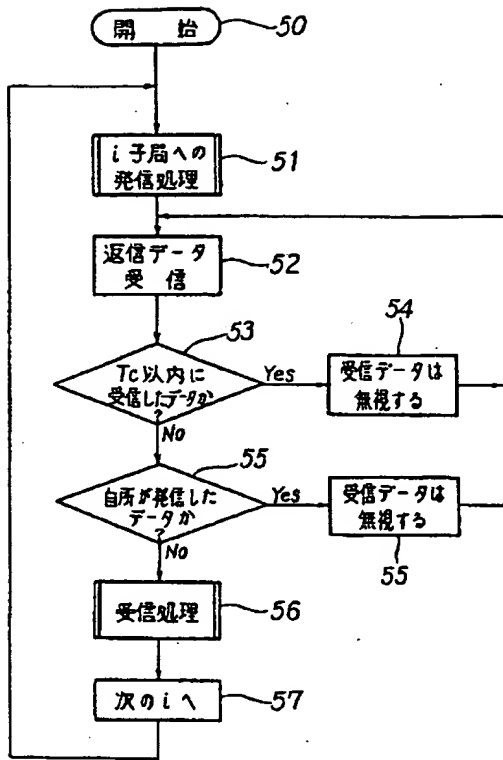 開 始
50
i 子局への
発信処理
51
返信データ
受 信
52
53
Tc以内に
受信したデータか
?
Yes
No
54
受信データは
無視する
55
自所が発信した
データか
?
Yes
No
受信データは
無視する
55
受信処理
56
次のiへ
57